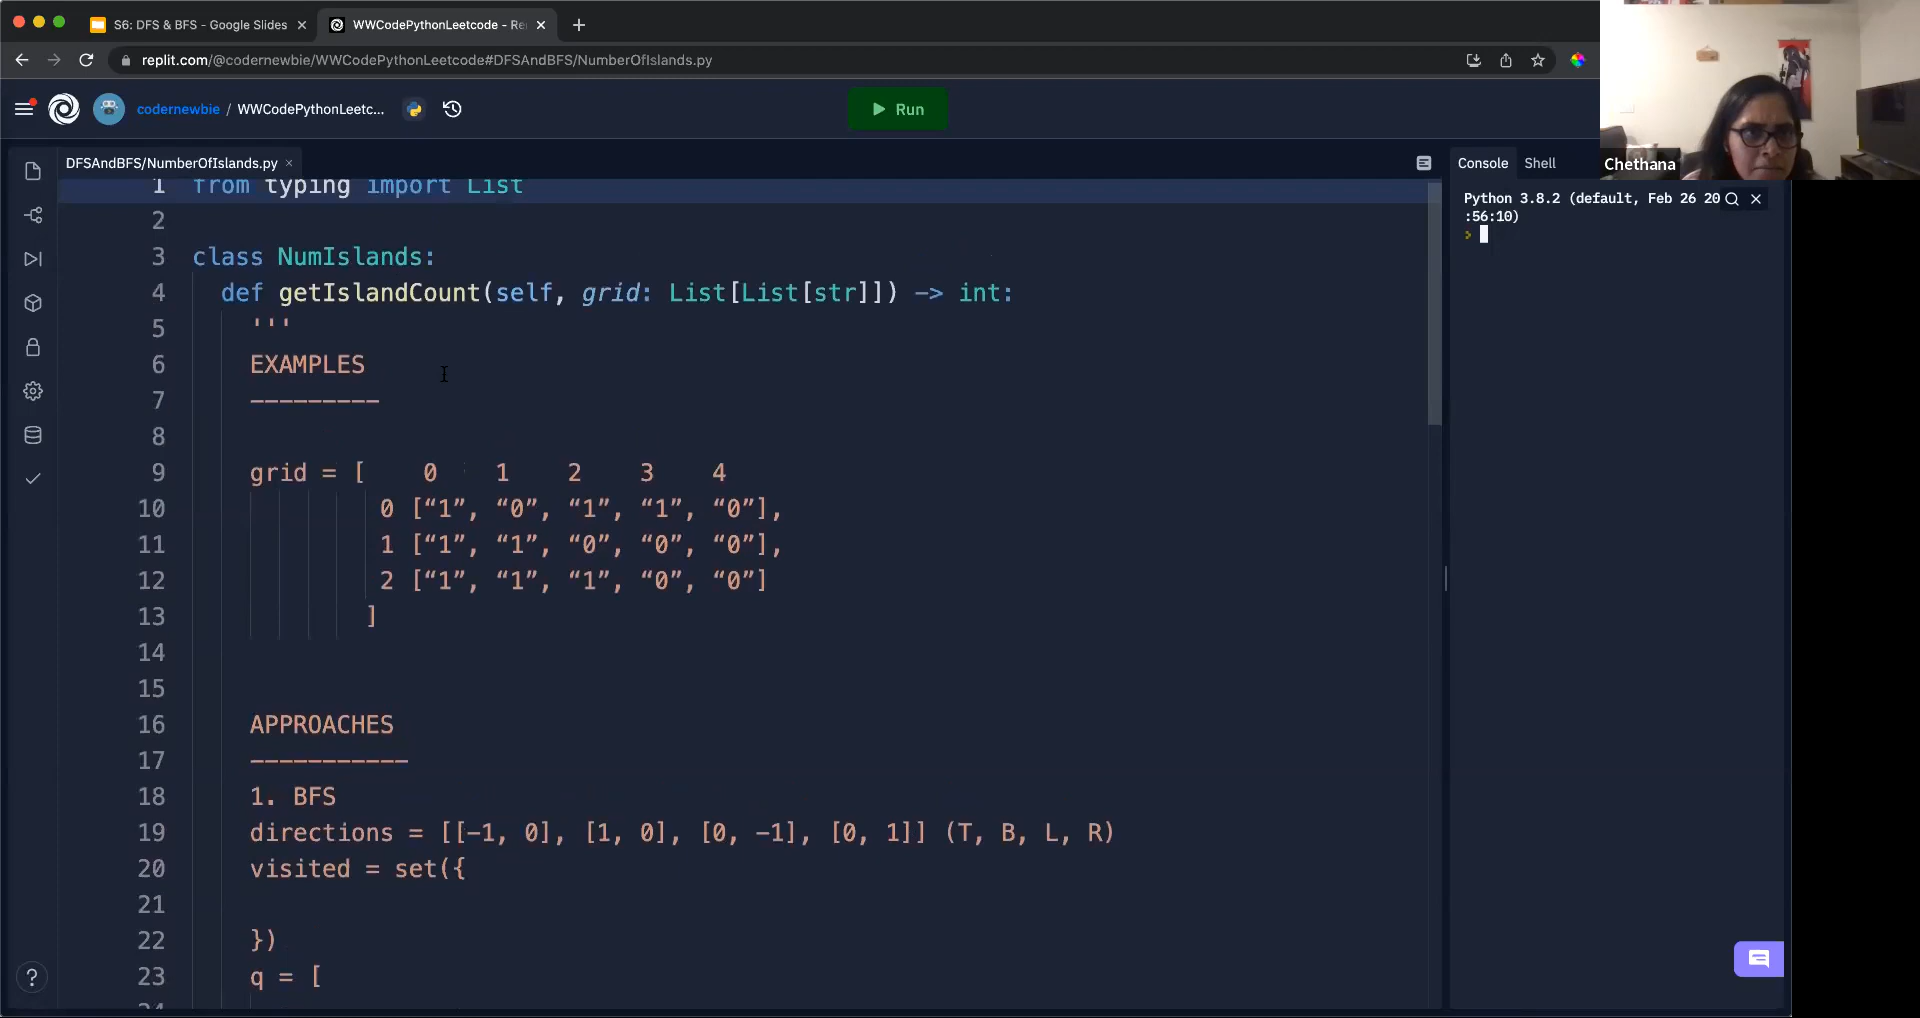 S6: DFS & BFS - Google Slides
WWCodePythonLeetcode - Re
replit.com/@codernewbie/WWCodePythonLeetcode#DFSAndBFS/NumberOfIslands.py
codernewbie / WWCodePythonLeetc...
Run
Chethana
DFSAndBFS/NumberOfIslands.py
Console
Shell
Python 3.8.2 (default, Feb 26 20
:56:10)
1 from typing import List
2
3 class NumIslands:
4 def getIslandCount(self, grid: List[List[str]]) -> int:
5 '''
6 EXAMPLES
7 ---------
8
9 grid = [ 0 1 2 3 4
10 0 [“1”, “0”, “1”, “1”, “0”],
11 1 [“1”, “1”, “0”, “0”, “0”],
12 2 [“1”, “1”, “1”, “0”, “0”]
13 ]
14
15
16 APPROACHES
17 -----------
18 1. BFS
19 directions = [[-1, 0], [1, 0], [0, -1], [0, 1]] (T, B, L, R)
20 visited = set({
21
22 })
23 q = [
24